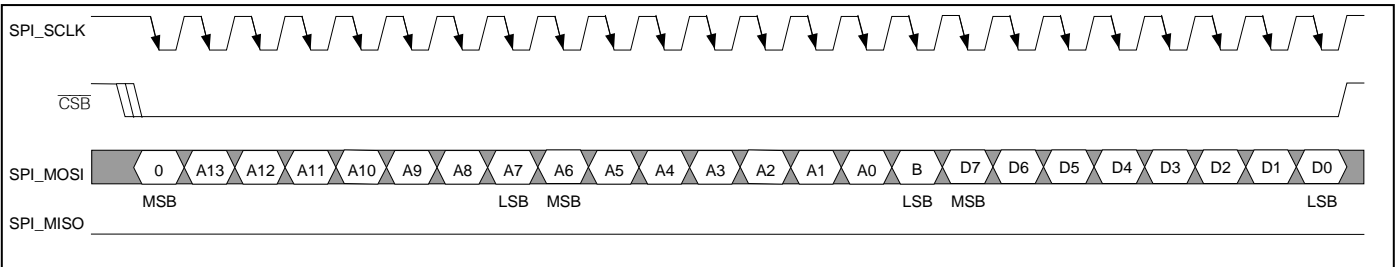 SPI_SCLK
CSB
SPI_MOSI 0 A13 A12 A11 A10 A9 A8 A7 A6 A5 A4 A3 A2 A1 A0 B D7 D6 D5 D4 D3 D2 D1 D0
MSB LSB MSB LSB MSB LSB
SPI_MISO